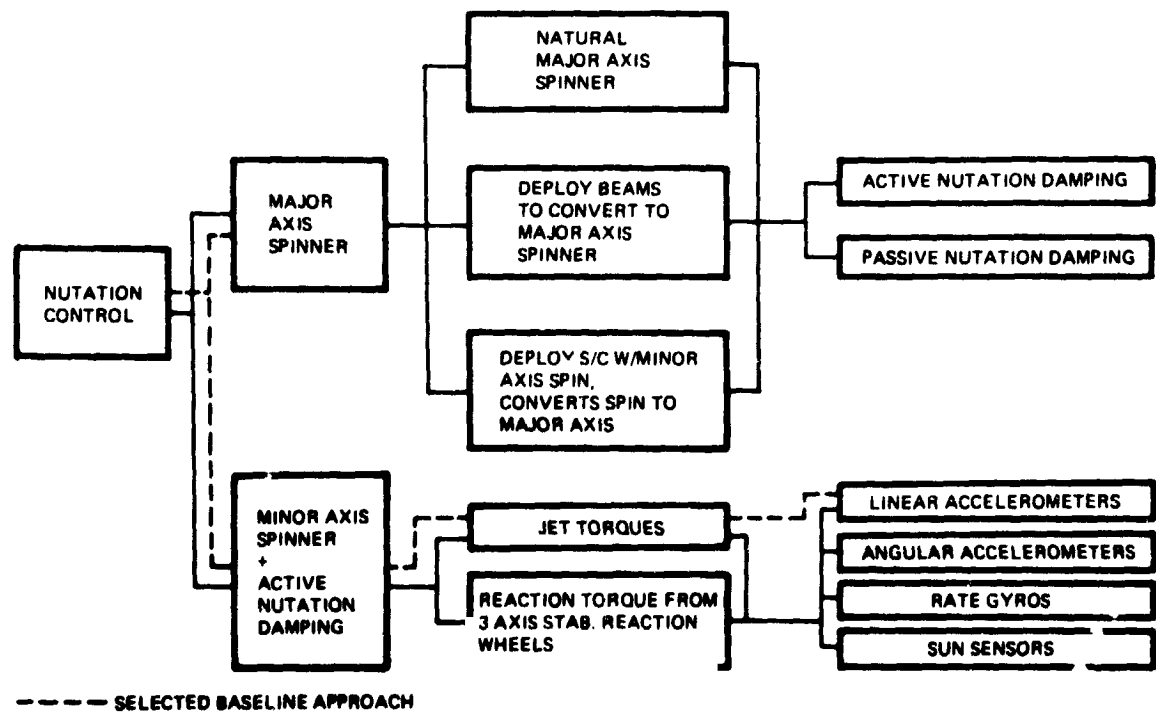 NUTATION
CONTROL
MAJOR
AXIS
SPINNER
NATURAL
MAJOR AXIS
SPINNER
DEPLOY BEAMS
TO CONVERT TO
MAJOR AXIS
SPINNER
DEPLOY S/C W/MINOR
AXIS SPIN,
CONVERTS SPIN TO
MAJOR AXIS
ACTIVE NUTATION DAMPING
PASSIVE NUTATION DAMPING
MINOR AXIS
SPINNER
+
ACTIVE
NUTATION
DAMPING
JET TORQUES
REACTION TORQUE FROM
3 AXIS STAB. REACTION
WHEELS
LINEAR ACCELEROMETERS
ANGULAR ACCELEROMETERS
RATE GYROS
SUN SENSORS
SELECTED BASELINE APPROACH